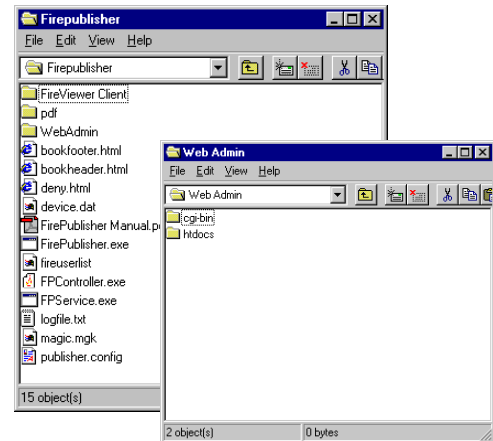 Firepublisher
File Edit View Help
Firepublisher
FireViewer Client
pdf
WebAdmin
bookfooter.html
bookheader.html
deny.html
device.dat
FirePublisher Manual.p
FirePublisher.exe
fireuserlist
FPController.exe
FPService.exe
logfile.txt
magic.mgk
publisher.config
15 object(s)
Web Admin
File Edit View Help
Web Admin
cgi-bin
htdocs
2 object(s) 0 bytes